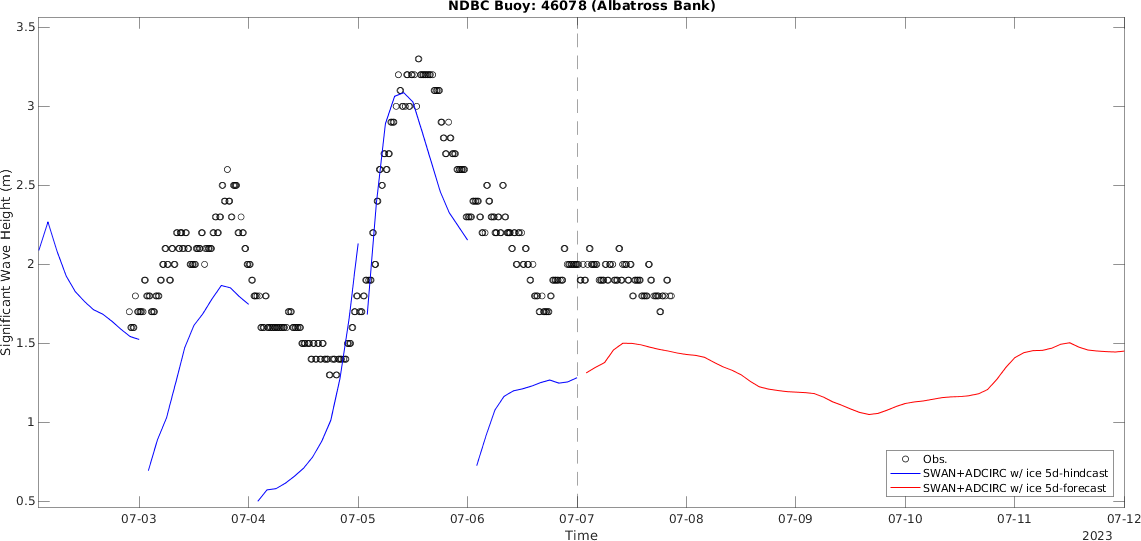 NDBC Buoy: 46078 (Albatross Bank)
3.5
3
2.5
2
1.5
1
0.5
Significant Wave Height (m)
07-03 07-04 07-05 07-06 07-07 07-08 07-09 07-10 07-11 07-12
Time
2023
Obs.
SWAN+ADCIRC w/ ice 5d-hindcast
SWAN+ADCIRC w/ ice 5d-forecast